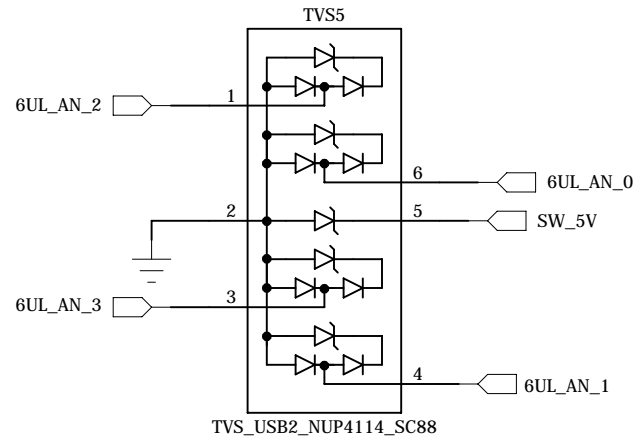 TVS5
6UL_AN_2
1
6
6UL_AN_0
2
5
SW_5V
6UL_AN_3
3
4
6UL_AN_1
TVS_USB2_NUP4114_SC88